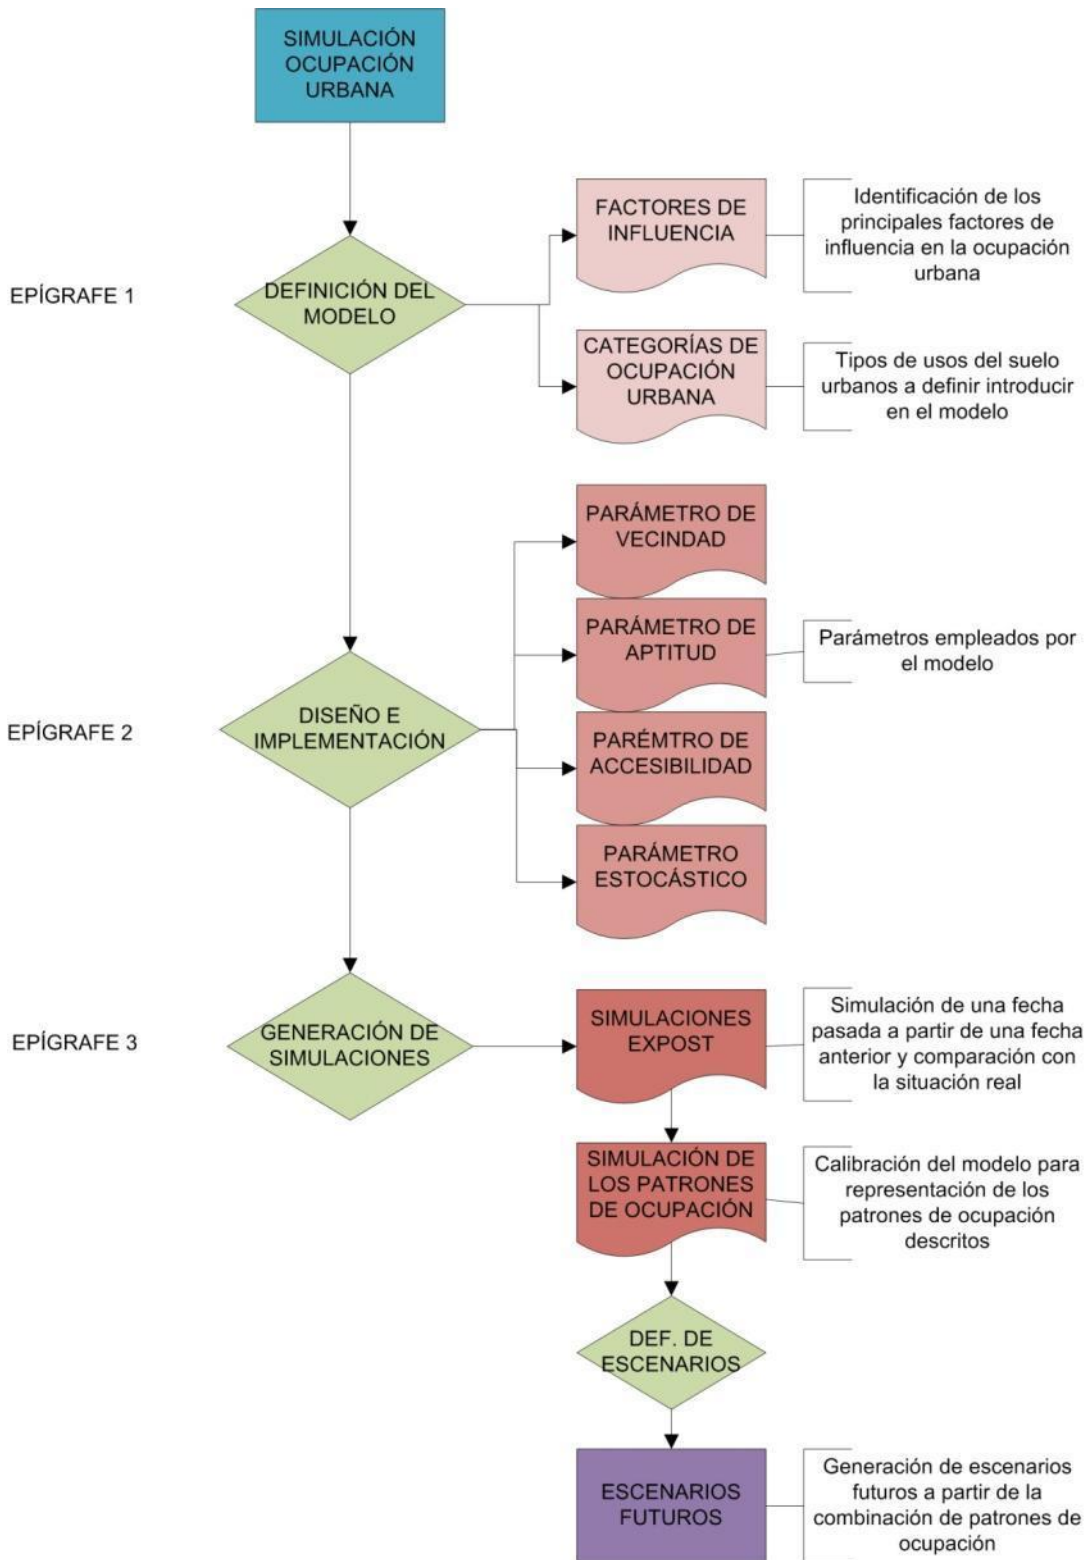 SIMULACIÓN
OCUPACIÓN
URBANA
FACTORES DE
INFLUENCIA
Identificación de los
principales factores de
influencia en la ocupación
urbana
EPÍGRAFE 1
DEFINICIÓN DEL
MODELO
CATEGORÍAS DE
OCUPACIÓN
URBANA
Tipos de usos del suelo
urbanos a definir introducir
en el modelo
PARÁMETRO DE
VECINDAD
PARÁMETRO DE
APTITUD
Parámetros empleados por
el modelo
EPÍGRAFE 2
DISEÑO E
IMPLEMENTACIÓN
PARÉMTRO DE
ACCESIBILIDAD
PARÁMETRO
ESTOCÁSTICO
EPÍGRAFE 3
GENERACIÓN DE
SIMULACIONES
SIMULACIONES
EXPOST
Simulación de una fecha
pasada a partir de una fecha
anterior y comparación con
la situación real
SIMULACIÓN DE
LOS PATRONES
DE OCUPACIÓN
Calibración del modelo para
representación de los
patrones de ocupación
descritos
DEF. DE
ESCENARIOS
ESCENARIOS
FUTUROS
Generación de escenarios
futuros a partir de la
combinación de patrones de
ocupación